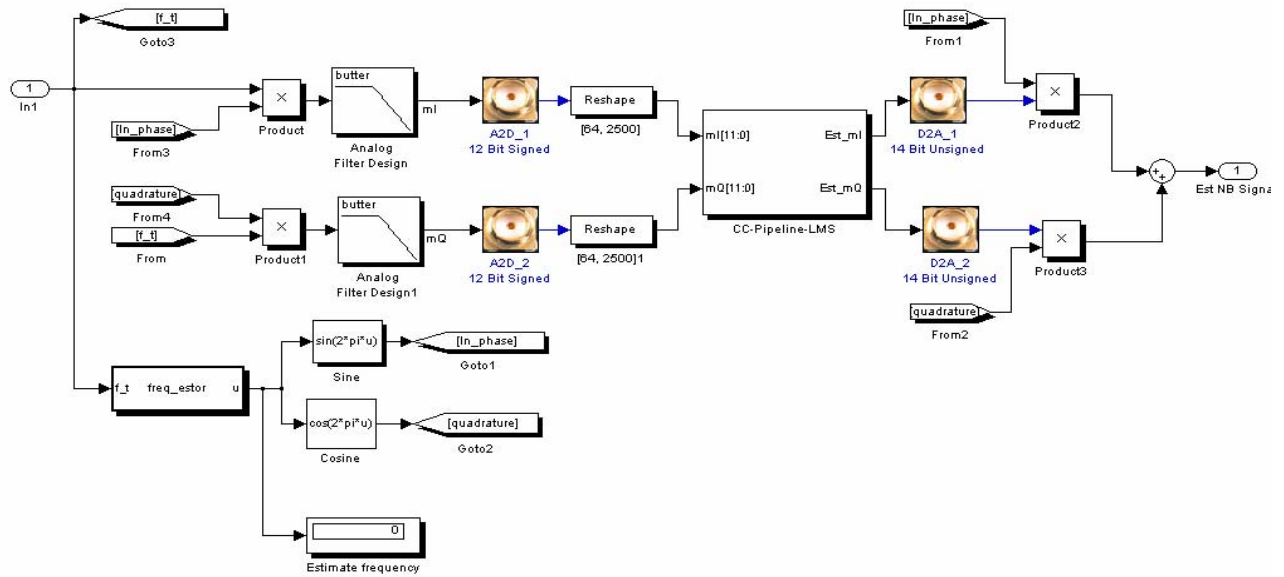 [f_t]
Goto3
1
In1
[In_phase]
From3
×
Product
butter
Analog
Filter Design
mI
A2D_1
12 Bit Signed
Reshape
[64, 2500]
[quadrature]
From4
[f_t]
From
×
Product1
butter
Analog
Filter Design1
mQ
A2D_2
12 Bit Signed
Reshape
[64, 2500]1
mI[11:0]
Est_mI
mQ[11:0]
Est_mQ
CC-Pipeline-LMS
[In_phase]
From1
D2A_1
14 Bit Unsigned
×
Product2
D2A_2
14 Bit Unsigned
[quadrature]
From2
×
Product3
++
1
Est NB Signa
f_t freq_estor u
sin(2*pi*u)
Sine
[In_phase]
Goto1
cos(2*pi*u)
Cosine
[quadrature]
Goto2
0
Estimate frequency